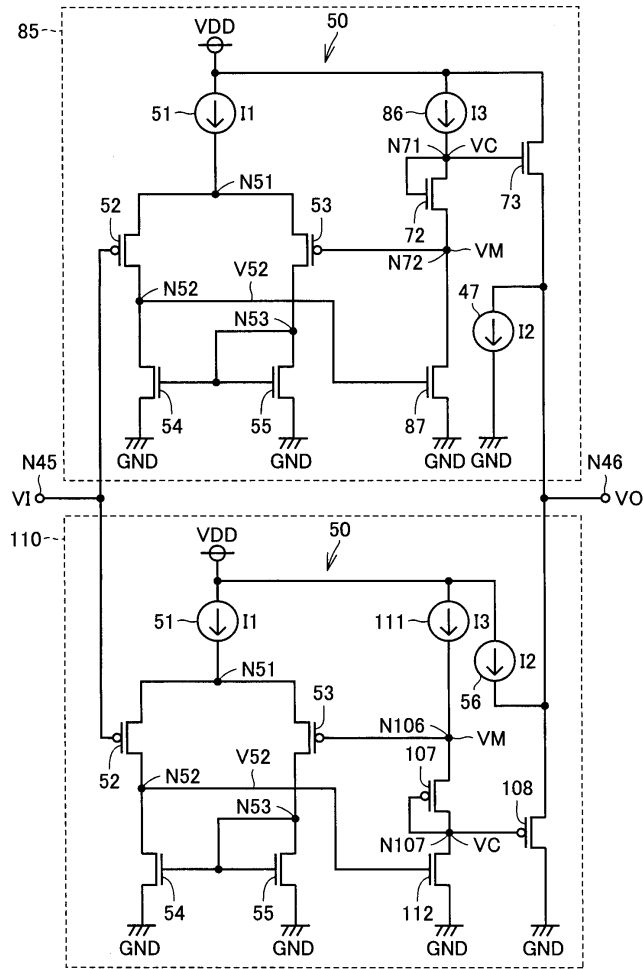 85
VDD
50
51
I1
86
I3
N71
VC
N51
52
53
72
73
N72
VM
N52
V52
N53
47
I2
54
55
87
GND
GND
GND
GND
N45
VI
N46
VO
110
VDD
50
51
I1
111
I3
I2
56
N51
52
53
N106
VM
N52
V52
107
N53
108
N107
VC
54
55
112
GND
GND
GND
GND